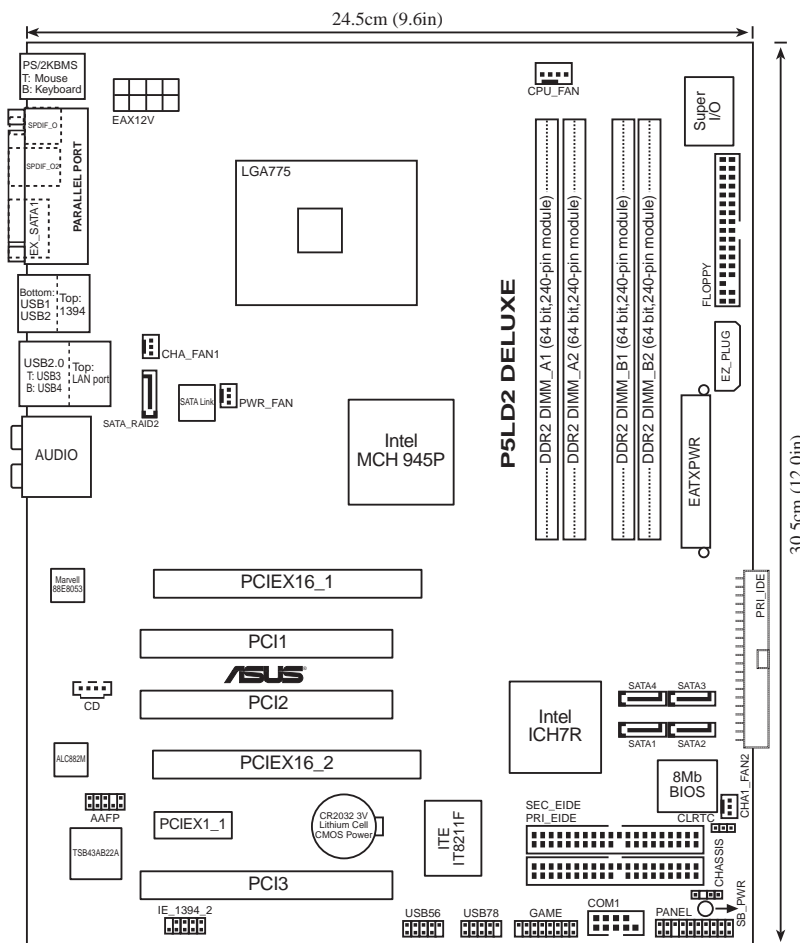 24.5cm (9.6in)
PS/2KBMS
T: Mouse
B: Keyboard
EAX12V
CPU_FAN
Super
I/O
SPDIF_O
SPDIF_O2
PARALLEL PORT
EX_SATA1
LGA775
FLOPPY
Bottom:
USB1
USB2
Top:
1394
CHA_FAN1
USB2.0
T: USB3
B: USB4
Top:
LAN port
SATA_RAID2
SATA Link
PWR_FAN
AUDIO
Intel
MCH 945P
P5LD2 DELUXE
DDR2 DIMM_A1 (64 bit,240-pin module)
DDR2 DIMM_A2 (64 bit,240-pin module)
DDR2 DIMM_B1 (64 bit,240-pin module)
DDR2 DIMM_B2 (64 bit,240-pin module)
EZ_PLUG
EATXPWR
30.5cm (12.0in)
Marvell
88E8053
PCIEX16_1
PRI_IDE
PCI1
ASUS
CD
PCI2
SATA4
SATA3
SATA1
SATA2
Intel
ICH7R
ALC882M
PCIEX16_2
8Mb
BIOS
CHA1_FAN2
AAFP
PCIEX1_1
CR2032 3V
Lithium Cell
CMOS Power
ITE
IT8211F
SEC_EIDE
PRI_EIDE
CLRTC
TSB43AB22A
CHASSIS
PCI3
IE_1394_2
USB56
USB78
GAME
COM1
PANEL
SB_PWR